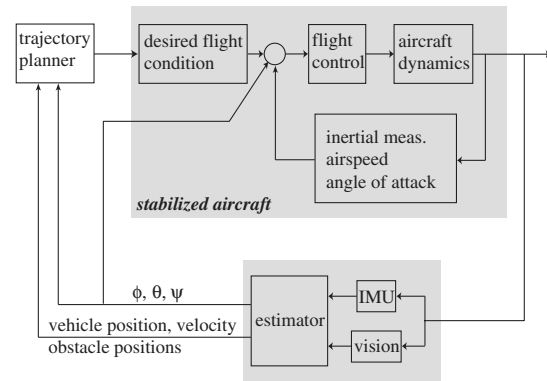 trajectory
planner
desired flight
condition
flight
control
aircraft
dynamics
inertial meas.
airspeed
angle of attack
stabilized aircraft
ϕ, θ, ψ
vehicle position, velocity
obstacle positions
estimator
IMU
vision